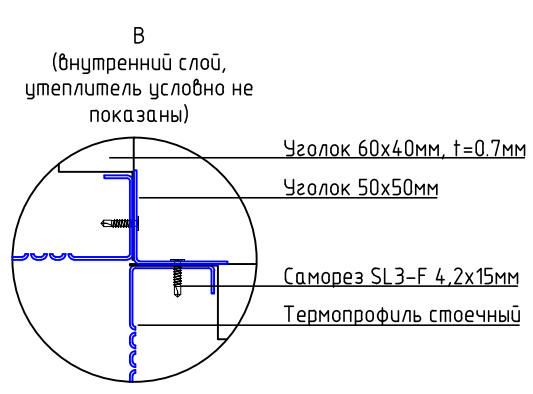 В
(внутренний слой,
утеплитель условно не
показаны)
Уголок 60х40мм, t=0.7мм
Уголок 50х50мм
Саморез SL3-F 4,2х15мм
Термопрофиль стоечный